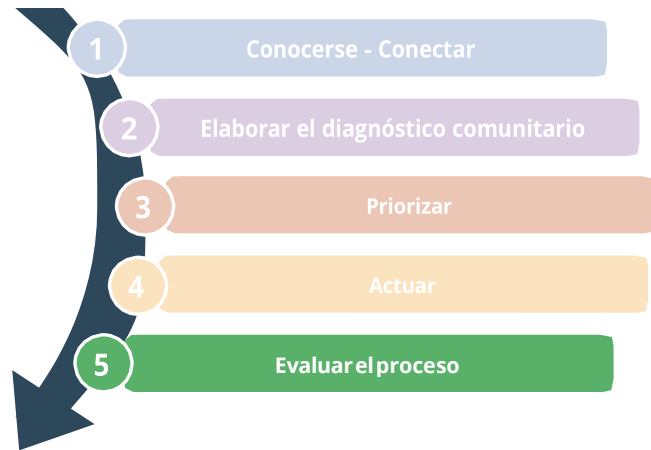 1 Conocerse - Conectar
2 Elaborar el diagnóstico comunitario
3 Priorizar
4 Actuar
5 Evaluar el proceso